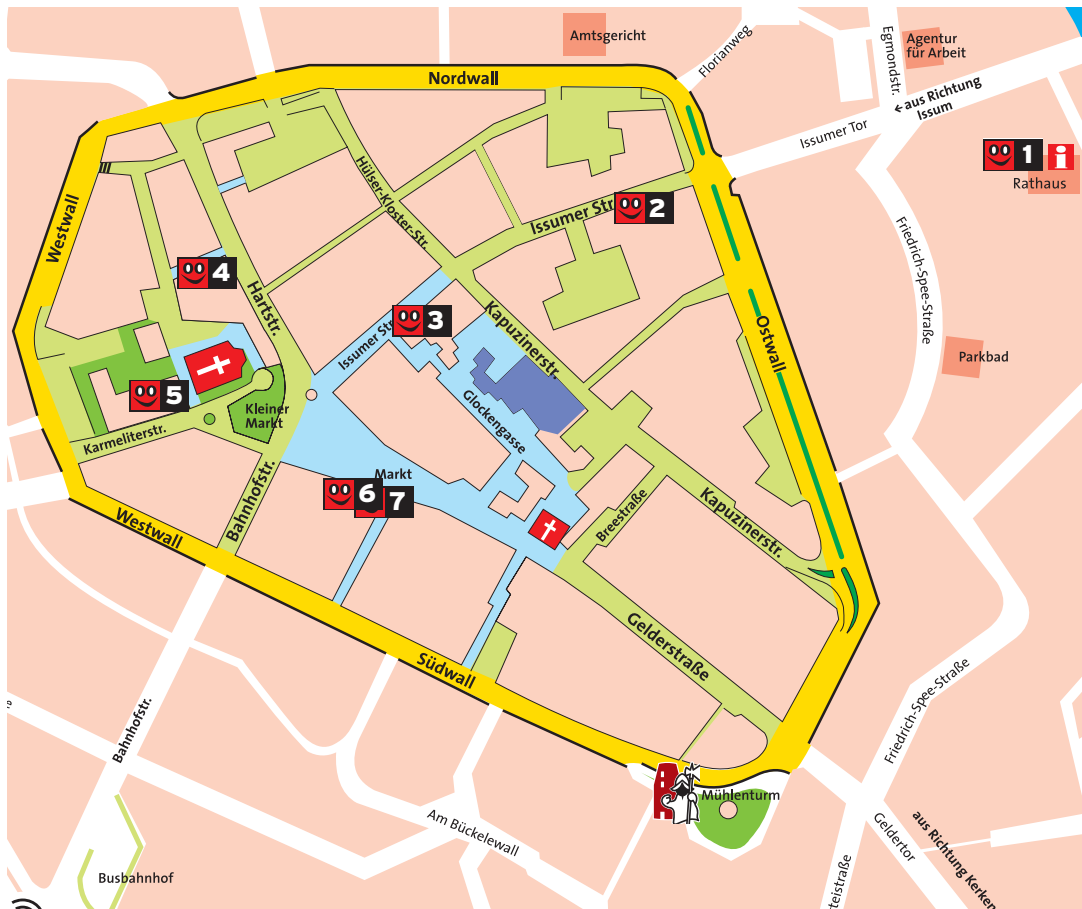 Amtsgericht
Florianweg
Egmondstr.
Agentur
für Arbeit
Nordwall
aus Richtung
Issum
Issumer Tor
1
i
Rathaus
Hülser-Kloster-Str.
Issumer Str
2
Westwall
Friedrich-Spee-Straße
4
Hartstr.
3
Issumer Str
Kapuzinerstr.
Ostwall
Parkbad
5
Kleiner
Markt
Glockengasse
Karmeliterstr.
Markt
6
7
Bahnhofstr.
Westwall
Breestraße
Kapuzinerstr.
Gelderstraße
Südwall
Bahnhofstr.
Friedrich-Spee-Straße
Mühlenturm
Am Bückelewall
Geldertor
aus Richtung Kerken
Busbahnhof
teistraße